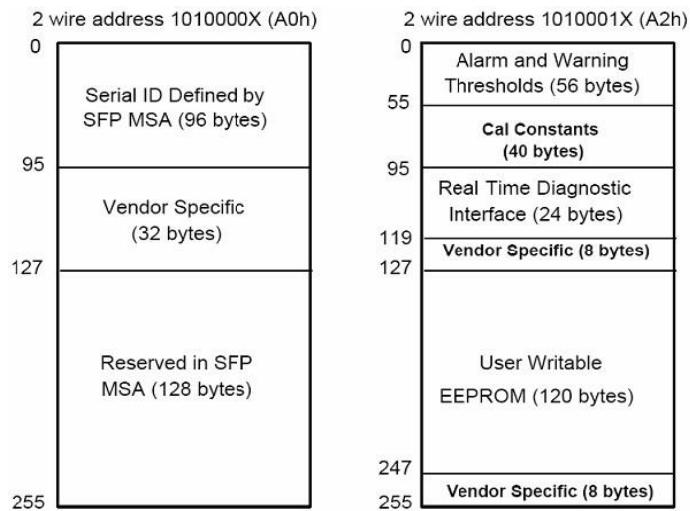 2 wire address 1010000X (A0h)
0
Serial ID Defined by
SFP MSA (96 bytes)
95
Vendor Specific
(32 bytes)
127
Reserved in SFP
MSA (128 bytes)
255
2 wire address 1010001X (A2h)
0
Alarm and Warning
Thresholds (56 bytes)
55
Cal Constants
(40 bytes)
95
Real Time Diagnostic
Interface (24 bytes)
119
Vendor Specific (8 bytes)
127
User Writable
EEPROM (120 bytes)
247
Vendor Specific (8 bytes)
255